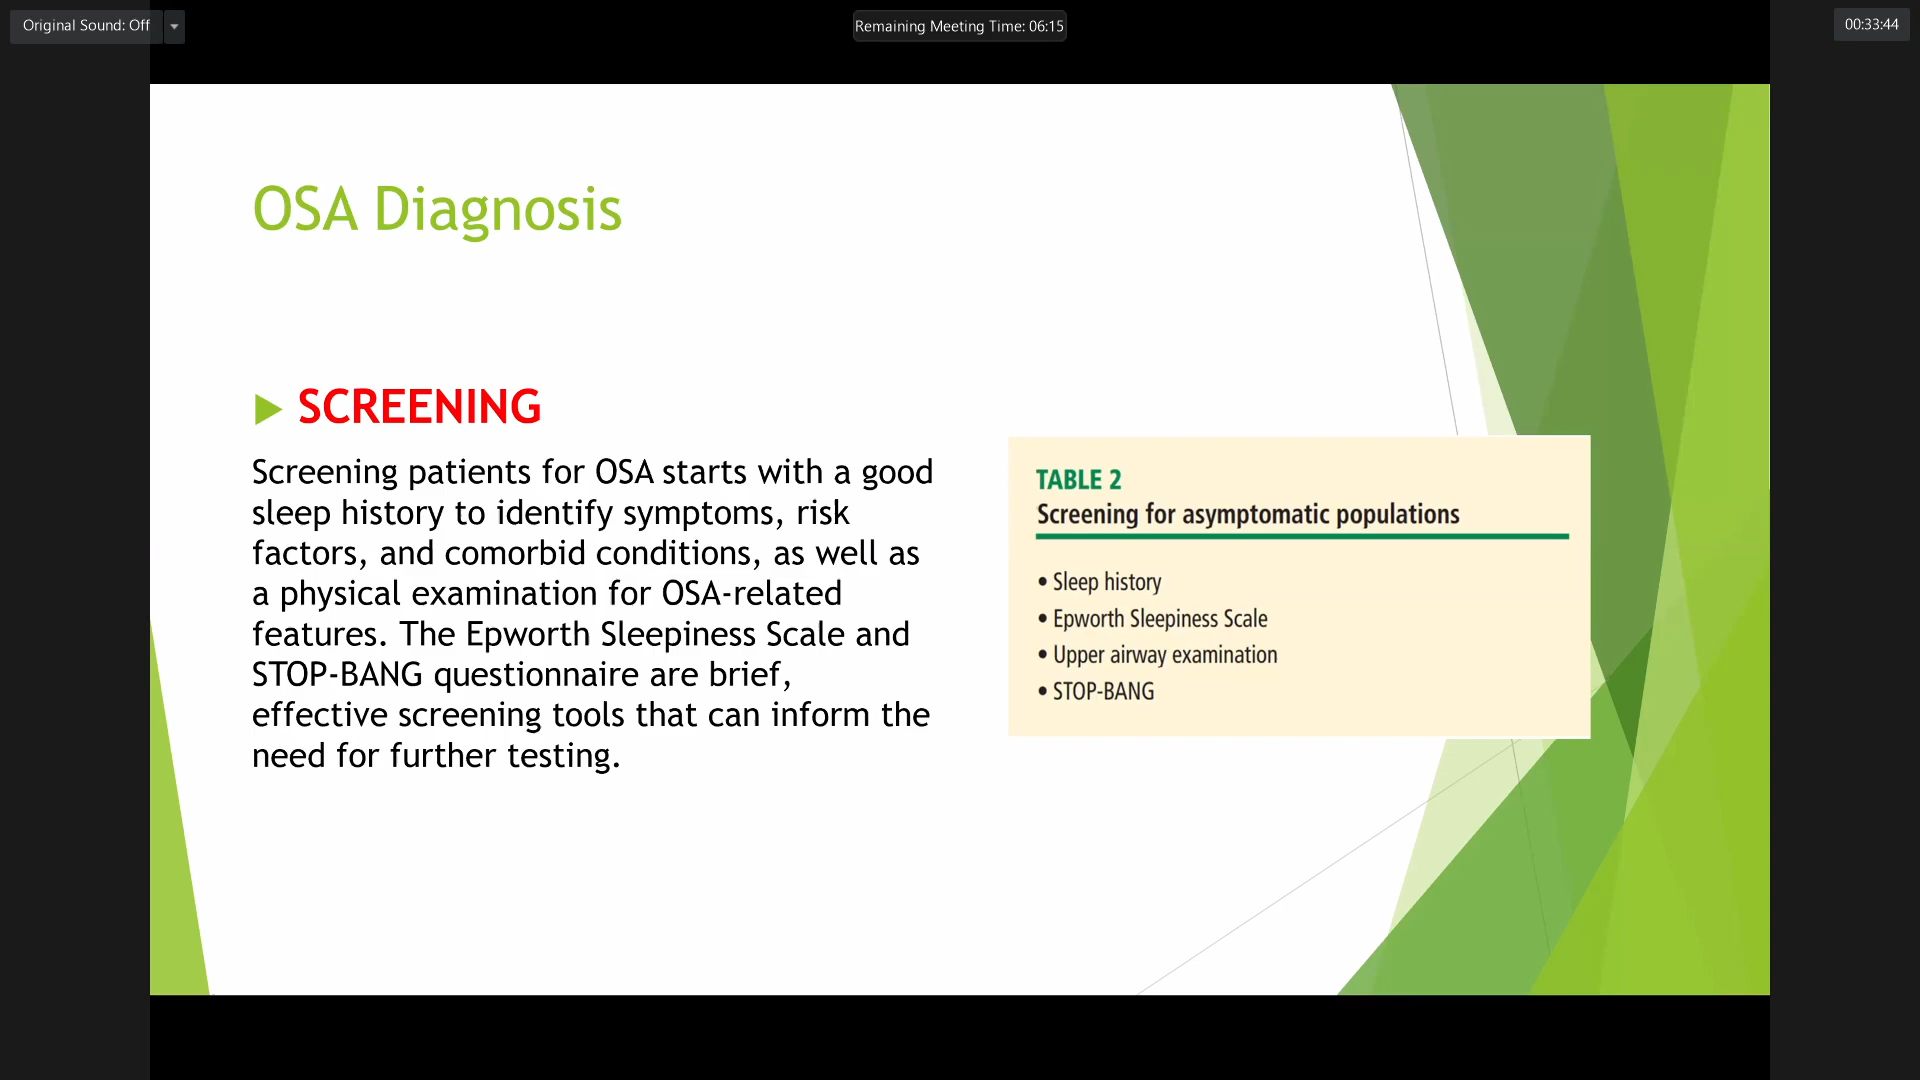 Original Sound: Off
Remaining Meeting Time: 06:15
00:33:44
OSA Diagnosis
SCREENING
Screening patients for OSA starts with a good
sleep history to identify symptoms, risk
factors, and comorbid conditions, as well as
a physical examination for OSA-related
features. The Epworth Sleepiness Scale and
STOP-BANG questionnaire are brief,
effective screening tools that can inform the
need for further testing.
TABLE 2
Screening for asymptomatic populations
• Sleep history
• Epworth Sleepiness Scale
• Upper airway examination
• STOP-BANG